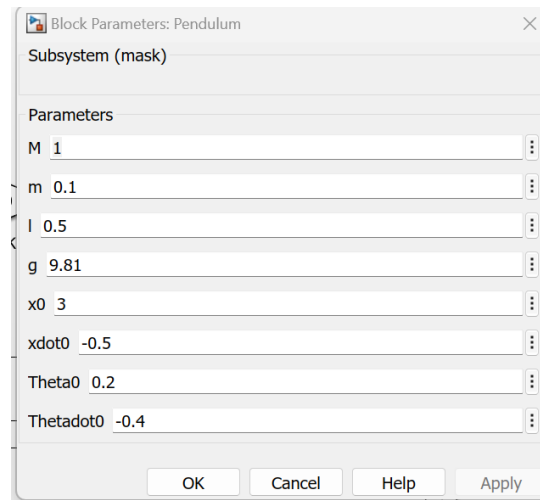 Block Parameters: Pendulum
Subsystem (mask)
Parameters
M 1
m 0.1
l 0.5
g 9.81
x0 3
xdot0 -0.5
Theta0 0.2
Thetadot0 -0.4
OK Cancel Help Apply